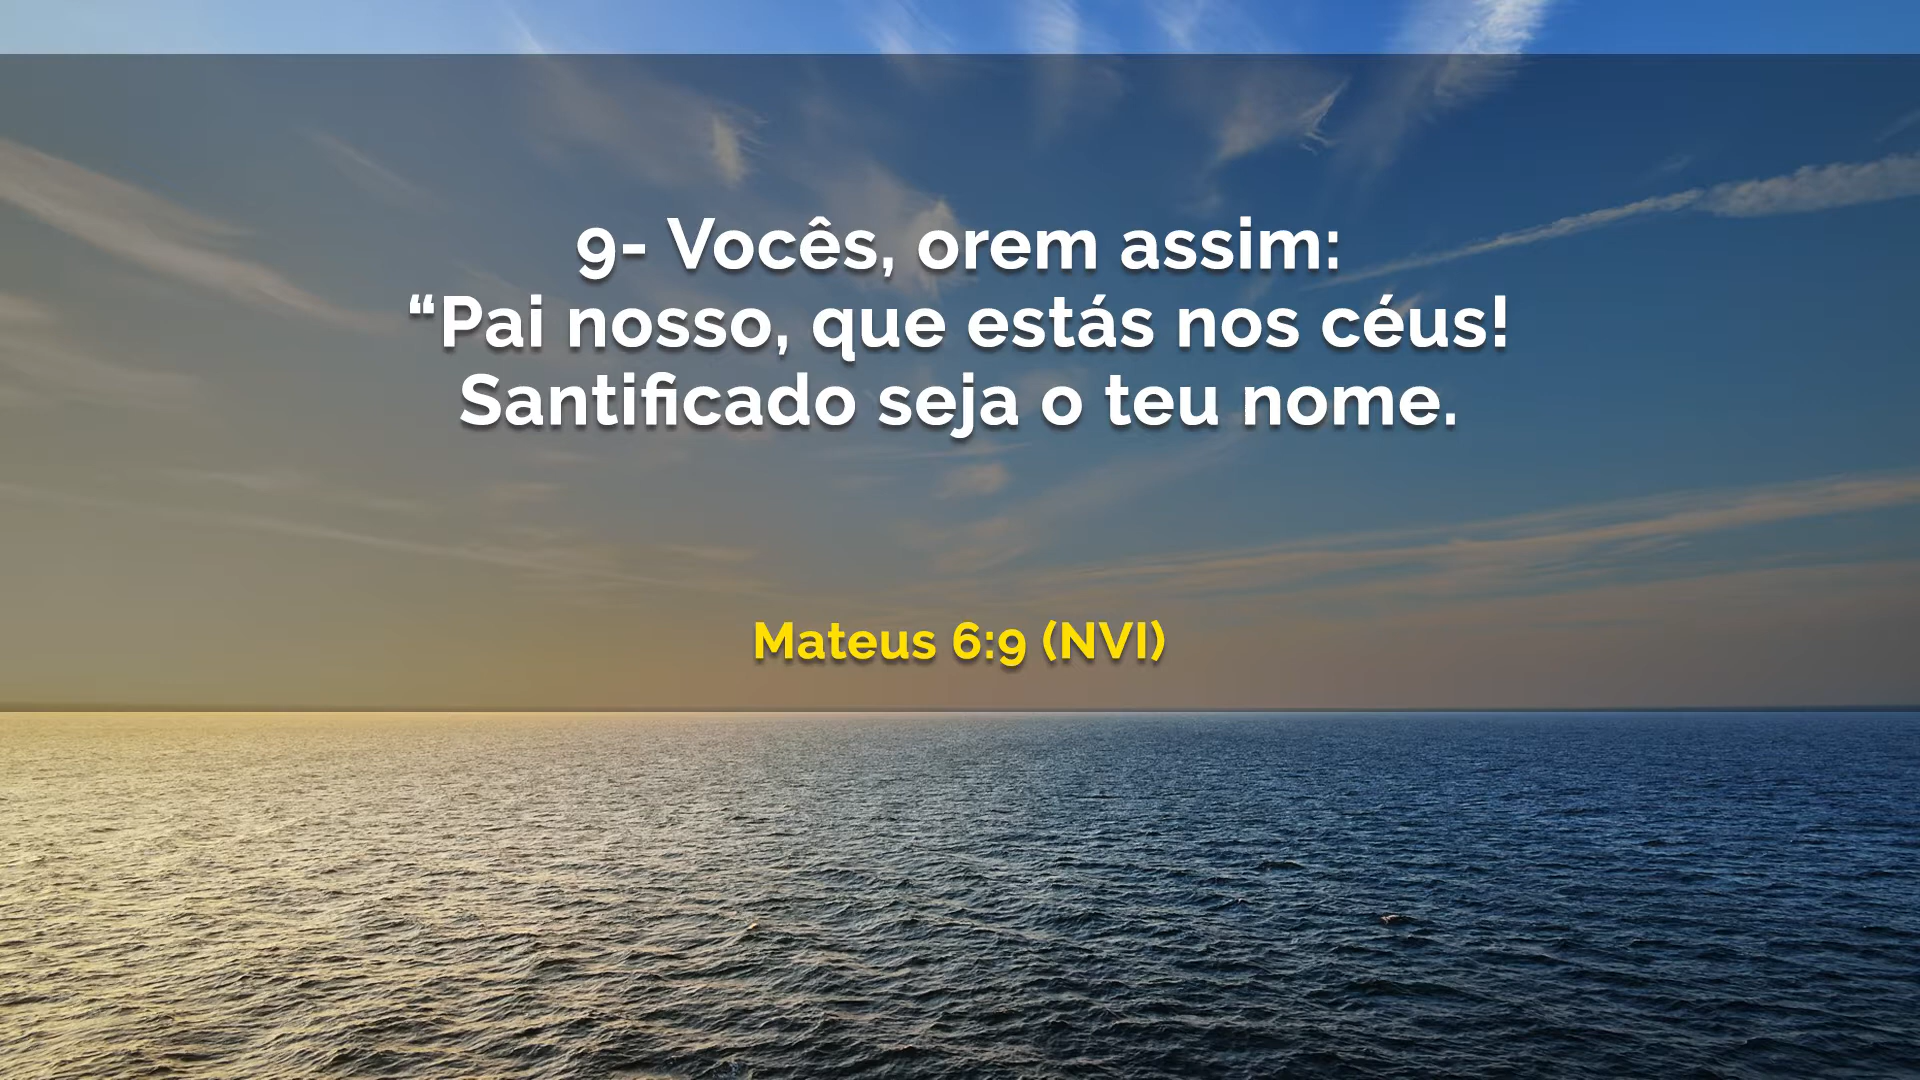 9- Vocês, orem assim:
“Pai nosso, que estás nos céus!
Santificado seja o teu nome.
Mateus 6:9 (NVI)